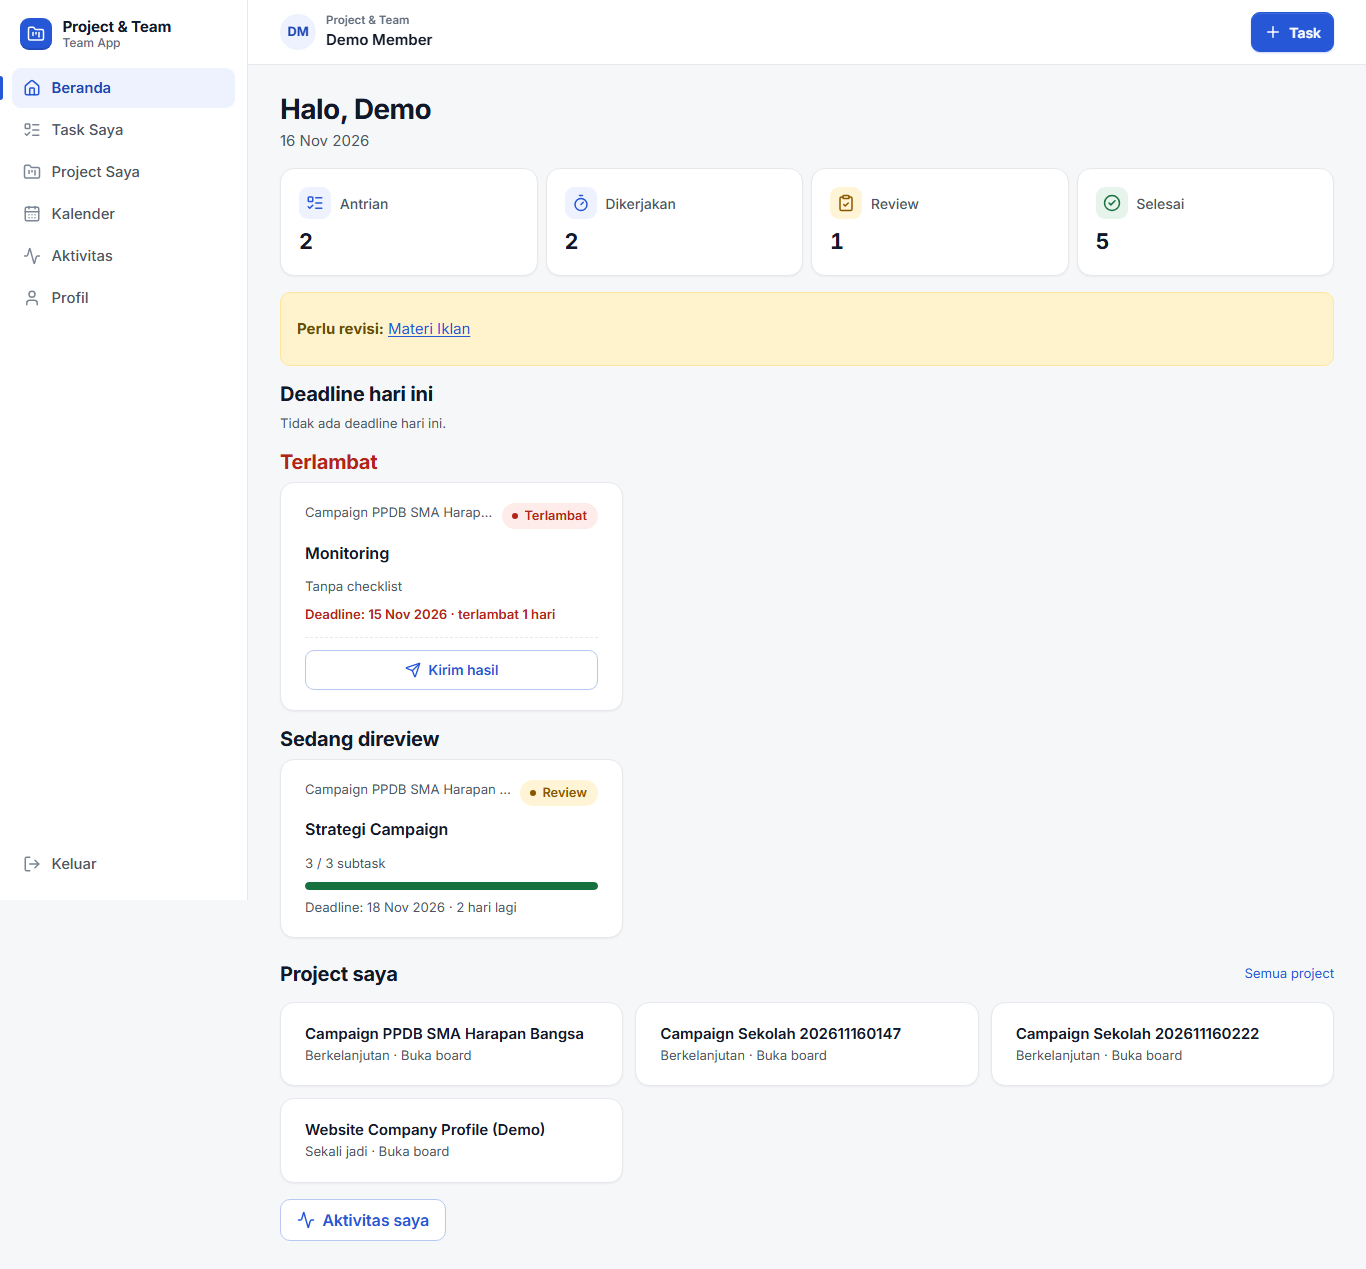 Project & Team
Team App
Beranda
Task Saya
Project Saya
Kalender
Aktivitas
Profil
Keluar
DM
Project & Team
Demo Member
Task
Halo, Demo
16 Nov 2026
Antrian
2
Dikerjakan
2
Review
1
Selesai
5
Perlu revisi: Materi Iklan
Deadline hari ini
Tidak ada deadline hari ini.
Terlambat
Campaign PPDB SMA Harap...
Terlambat
Monitoring
Tanpa checklist
Deadline: 15 Nov 2026 · terlambat 1 hari
Kirim hasil
Sedang direview
Campaign PPDB SMA Harapan ...
Review
Strategi Campaign
3 / 3 subtask
Deadline: 18 Nov 2026 · 2 hari lagi
Project saya
Semua project
Campaign PPDB SMA Harapan Bangsa
Berkelanjutan · Buka board
Campaign Sekolah 202611160147
Berkelanjutan · Buka board
Campaign Sekolah 202611160222
Berkelanjutan · Buka board
Website Company Profile (Demo)
Sekali jadi · Buka board
Aktivitas saya